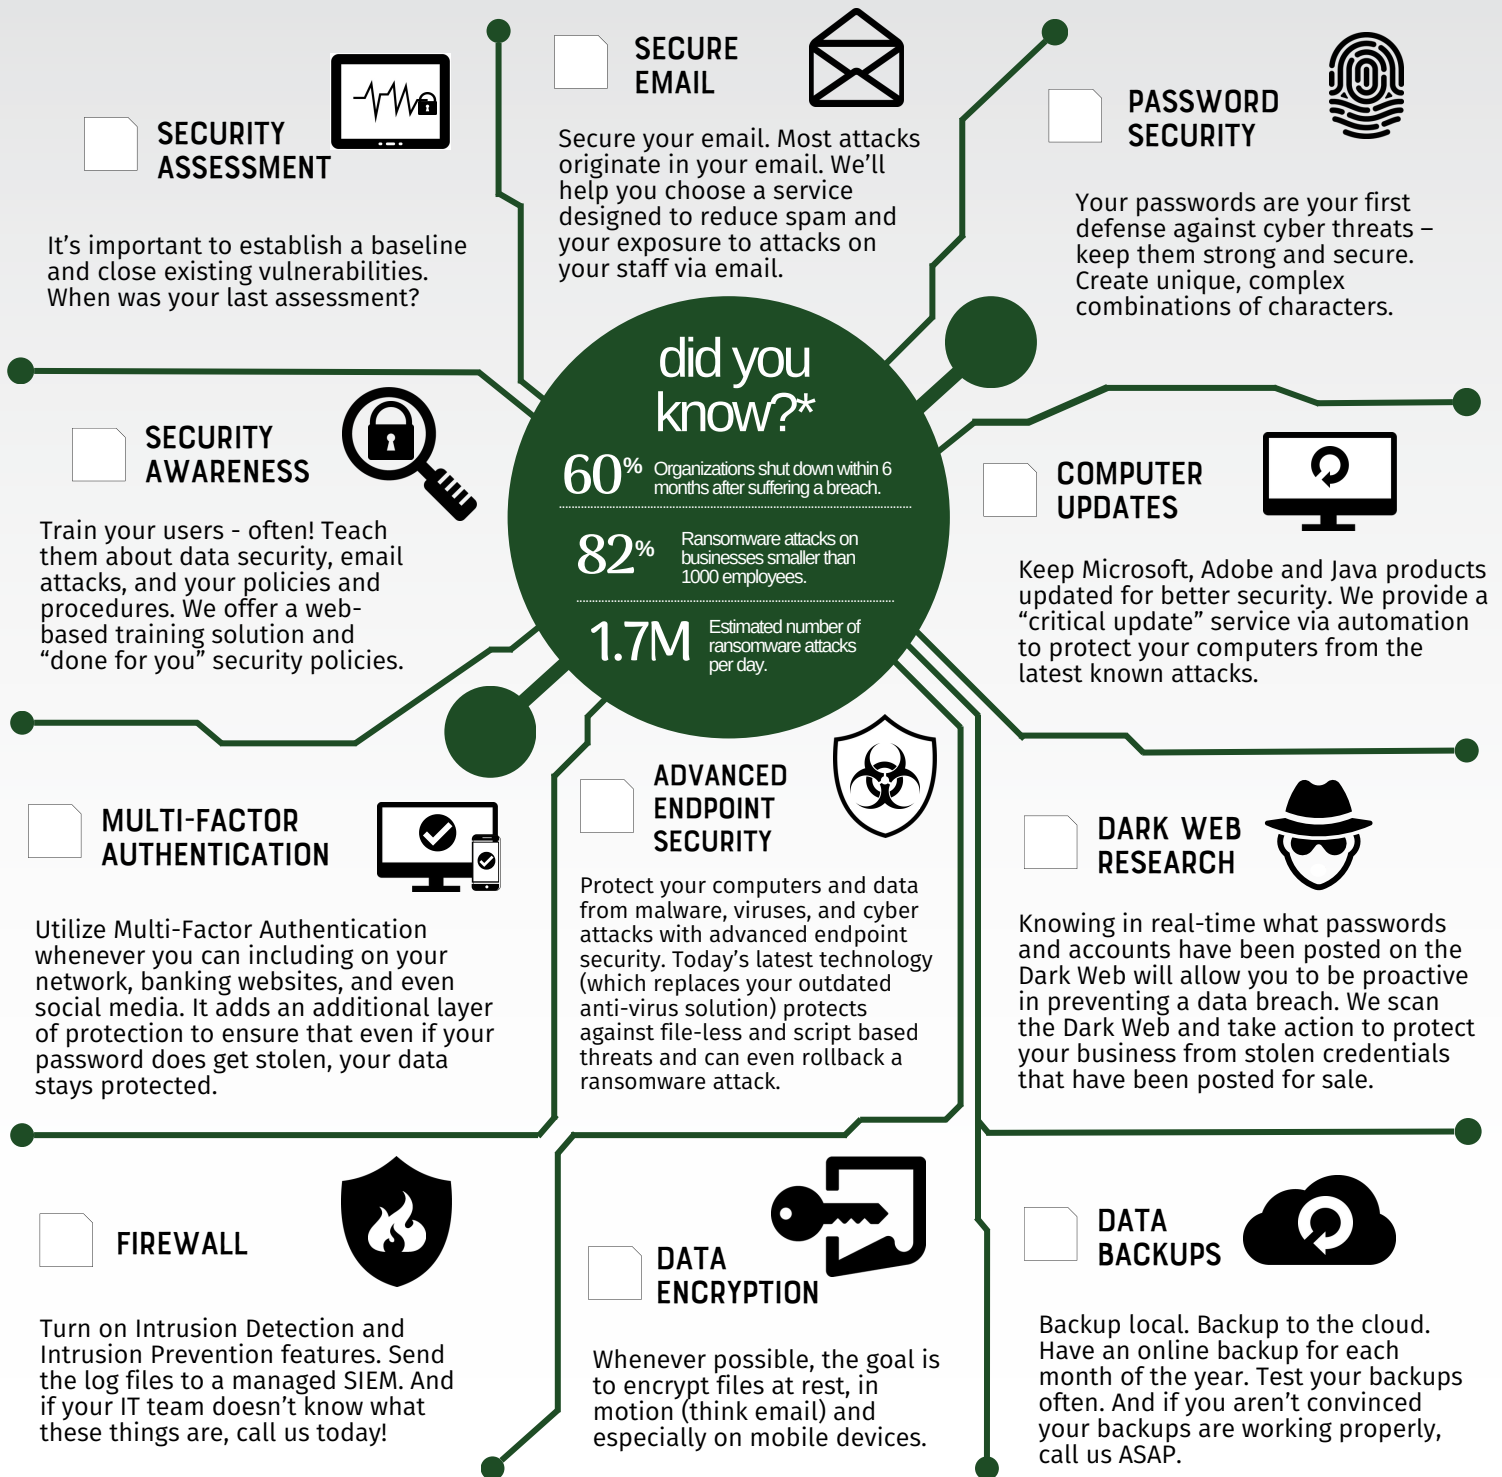 SECURITY
ASSESSMENT
It's important to establish a baseline
and close existing vulnerabilities.
When was your last assessment?
SECURE
EMAIL
Secure your email. Most attacks
originate in your email. We'll
help you choose a service
designed to reduce spam and
your exposure to attacks on
your staff via email.
PASSWORD
SECURITY
Your passwords are your first
defense against cyber threats –
keep them strong and secure.
Create unique, complex
combinations of characters.
did you
know?*
60% Organizations shut down within 6
months after suffering a breach.
82% Ransomware attacks on
businesses smaller than
1000 employees.
1.7M Estimated number of
ransomware attacks
per day.
SECURITY
AWARENESS
Train your users - often! Teach
them about data security, email
attacks, and your policies and
procedures. We offer a web-
based training solution and
“done for you” security policies.
COMPUTER
UPDATES
Keep Microsoft, Adobe and Java products
updated for better security. We provide a
“critical update” service via automation
to protect your computers from the
latest known attacks.
MULTI-FACTOR
AUTHENTICATION
Utilize Multi-Factor Authentication
whenever you can including on your
network, banking websites, and even
social media. It adds an additional layer
of protection to ensure that even if your
password does get stolen, your data
stays protected.
ADVANCED
ENDPOINT
SECURITY
Protect your computers and data
from malware, viruses, and cyber
attacks with advanced endpoint
security. Today's latest technology
(which replaces your outdated
anti-virus solution) protects
against file-less and script based
threats and can even rollback a
ransomware attack.
DARK WEB
RESEARCH
Knowing in real-time what passwords
and accounts have been posted on the
Dark Web will allow you to be proactive
in preventing a data breach. We scan
the Dark Web and take action to protect
your business from stolen credentials
that have been posted for sale.
FIREWALL
Turn on Intrusion Detection and
Intrusion Prevention features. Send
the log files to a managed SIEM. And
if your IT team doesn't know what
these things are, call us today!
DATA
ENCRYPTION
Whenever possible, the goal is
to encrypt files at rest, in
motion (think email) and
especially on mobile devices.
DATA
BACKUPS
Backup local. Backup to the cloud.
Have an online backup for each
month of the year. Test your backups
often. And if you aren't convinced
your backups are working properly,
call us ASAP.